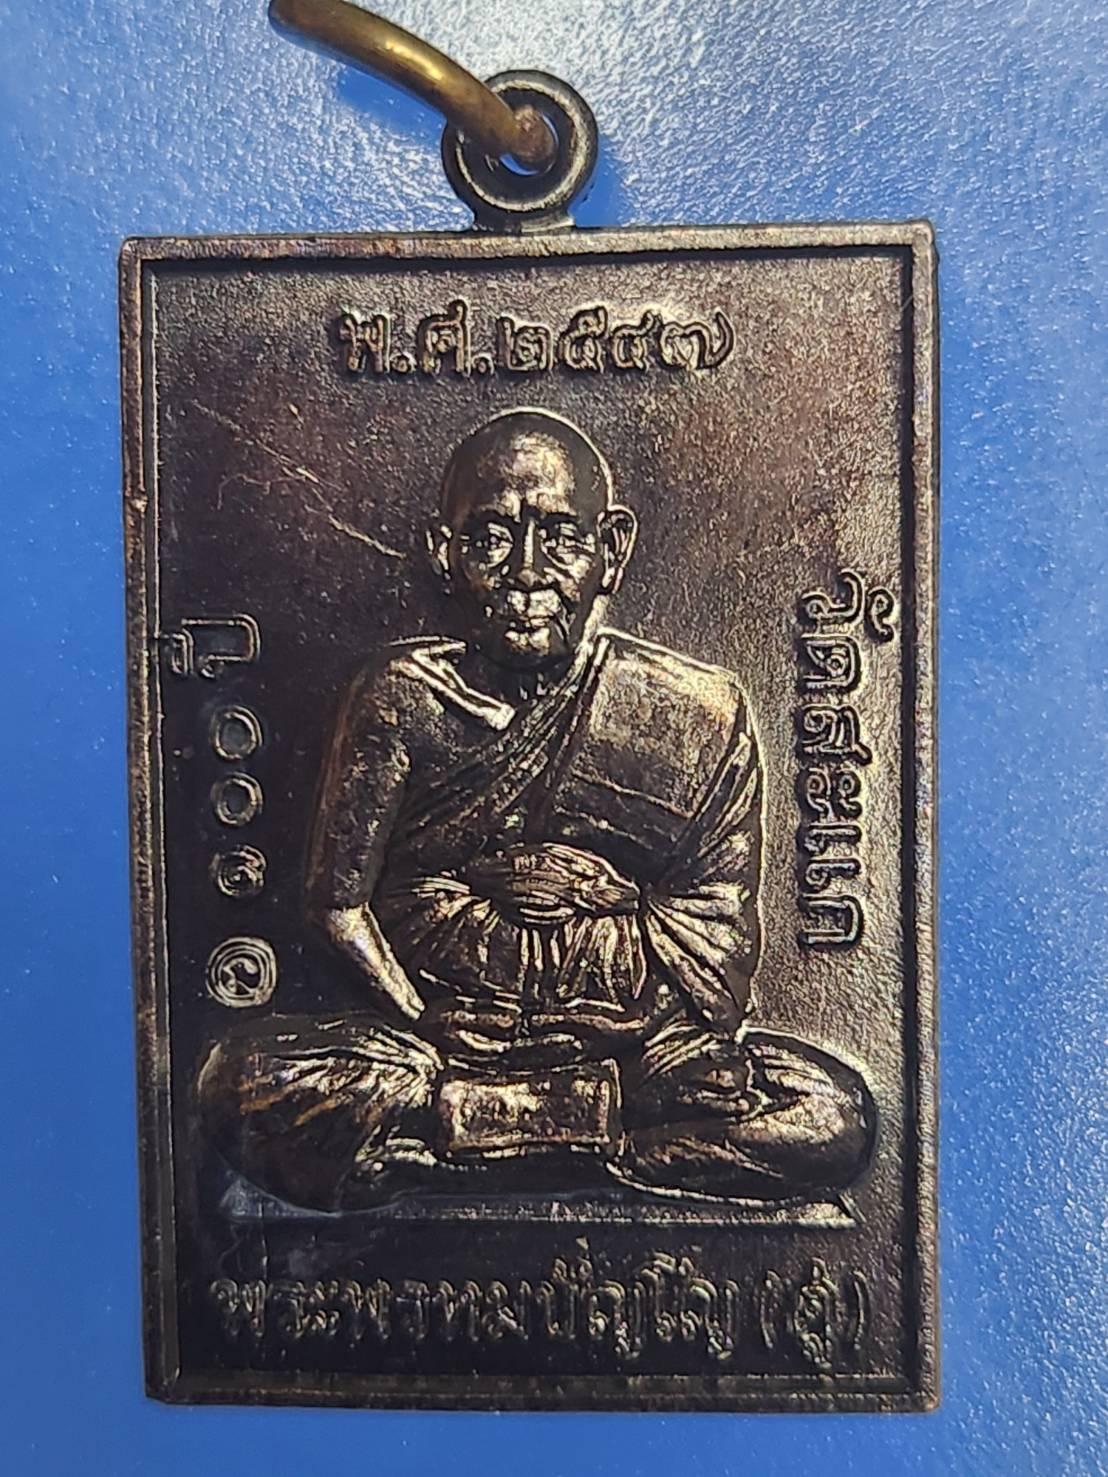 พ.ศ.๒๕๔๗
๑๐๐ ปี
วัดสะแก
พระพรหมปัญโญ (ดู่)